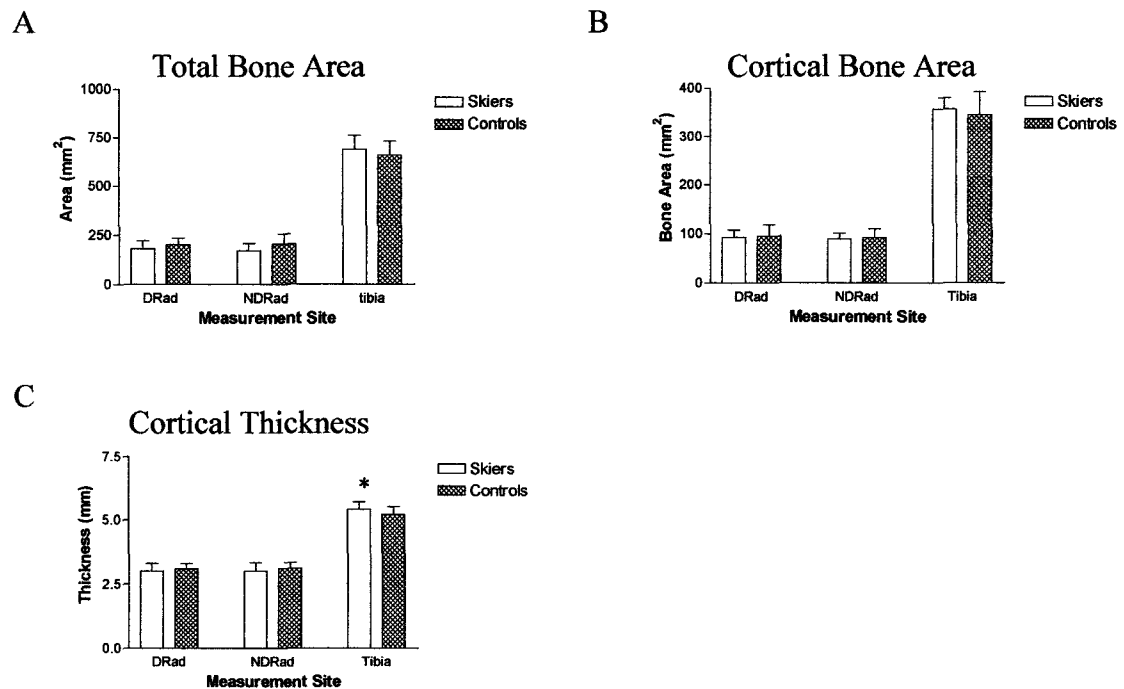 A
Total Bone Area
1000
750
500
250
0
Area (mm²)
DRad NDRad tibia
Measurement Site
Skiers
Controls
B
Cortical Bone Area
400
300
200
100
0
Bone Area (mm²)
DRad NDRad Tibia
Measurement Site
Skiers
Controls
C
Cortical Thickness
7.5
5.0
2.5
0.0
Thickness (mm)
*
DRad NDRad Tibia
Measurement Site
Skiers
Controls